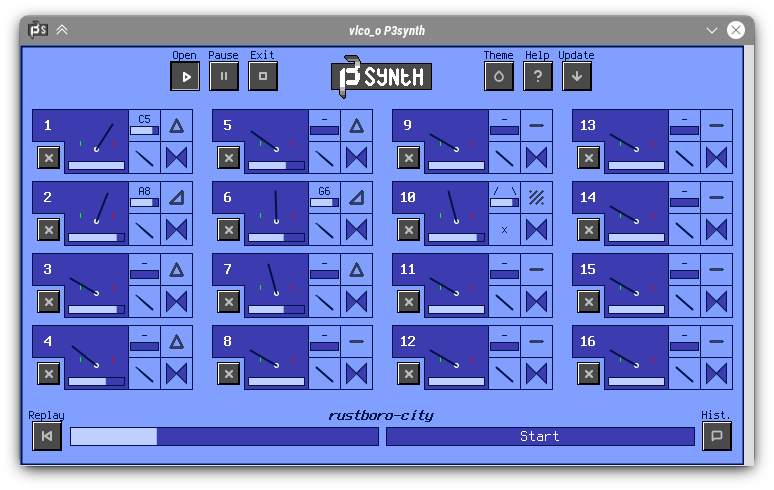 vlco_o P3synth
Open Pause Exit
β SYNTH
Theme Help Update
1 C5
5 -
9 -
13 -
2 A8
6 G6
10 / \
x
14 -
3 -
7 -
11 -
15 -
4 -
8 -
12 -
16 -
Replay
rustboro-city
Hist.
Start